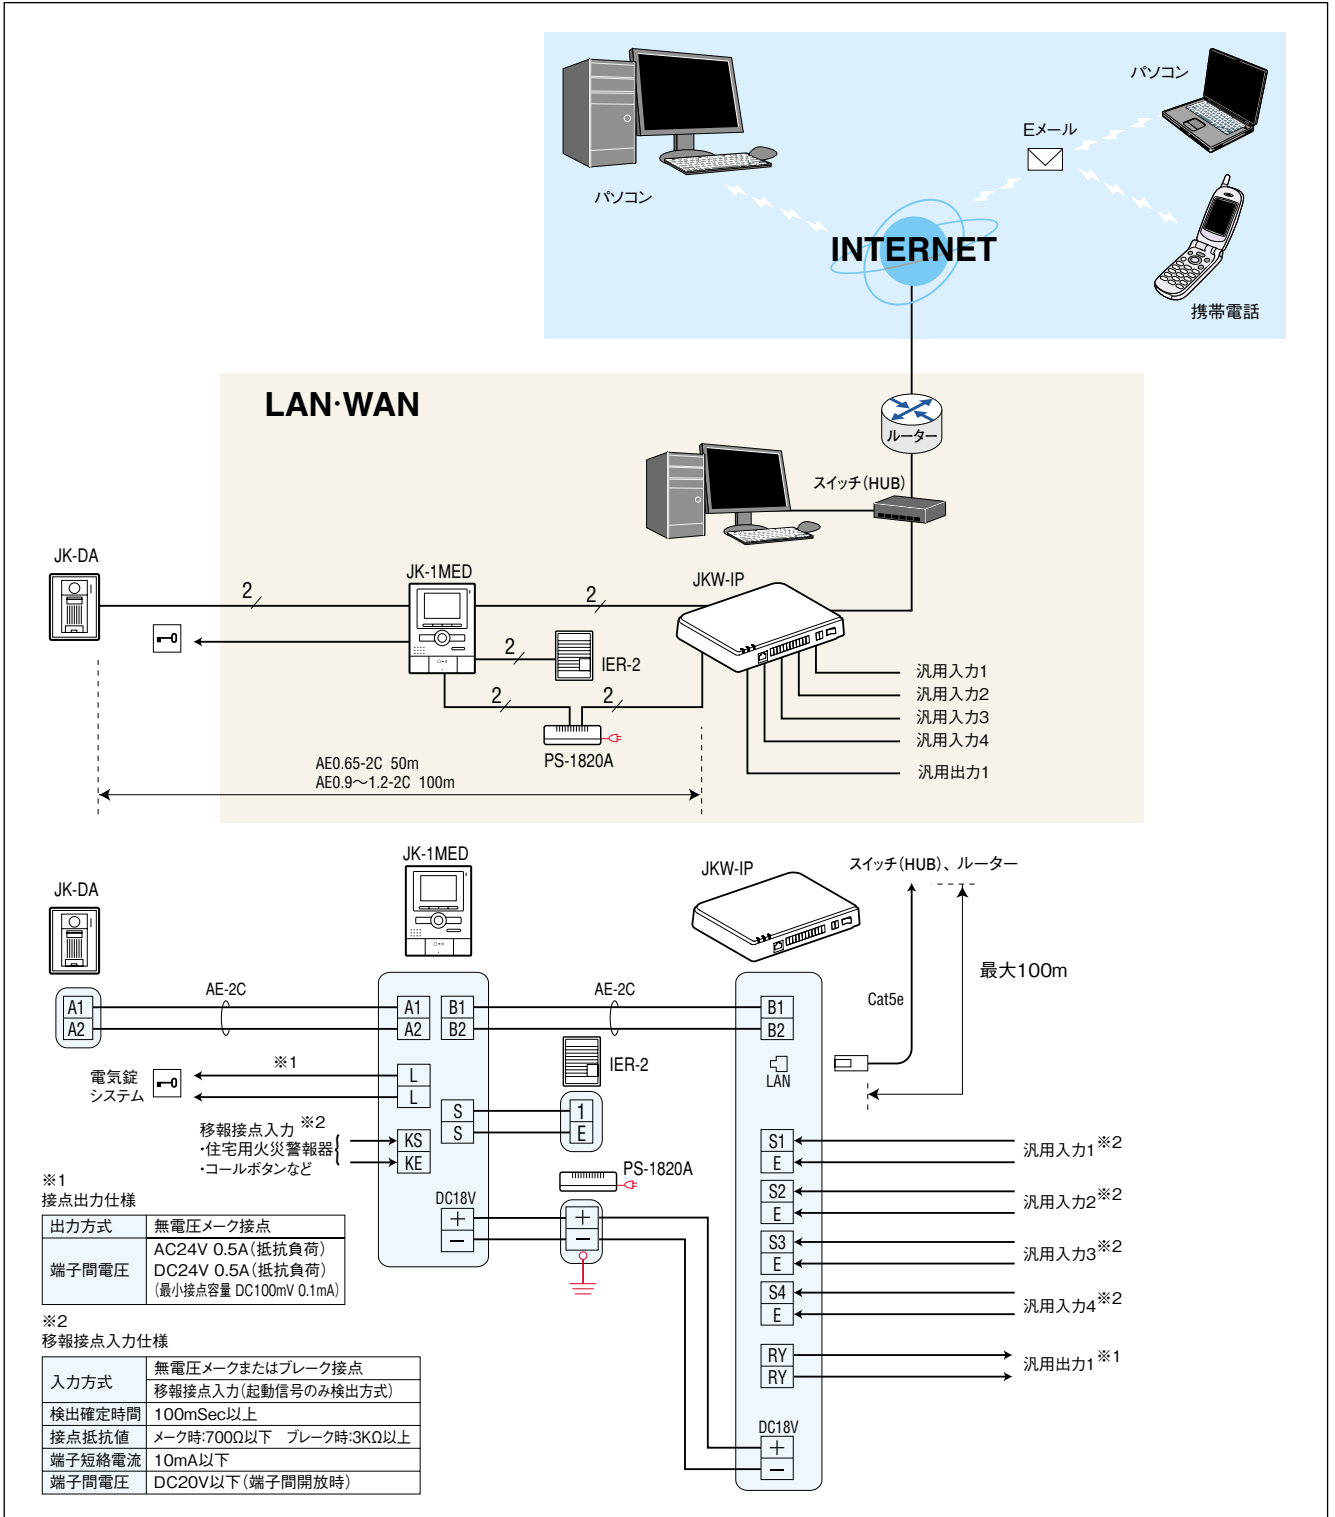 パソコン
パソコン
Eメール
INTERNET
携帯電話
LAN･WAN
ルーター
スイッチ(HUB)
JK-DA
JK-1MED
JKW-IP
2
2
2
IER-2
2
2
PS-1820A
汎用入力1
汎用入力2
汎用入力3
汎用入力4
汎用出力1
AE0.65-2C 50m
AE0.9〜1.2-2C 100m
JK-DA
JK-1MED
JKW-IP
スイッチ(HUB)、ルーター
最大100m
Cat5e
A1
A2
AE-2C
A1
A2
B1
B2
AE-2C
B1
B2
LAN
IER-2
電気錠
システム
※1
L
L
S
S
1
E
移報接点入力 ※2
・住宅用火災警報器
・コールボタンなど
KS
KE
PS-1820A
DC18V
+
−
+
−
S1
E
汎用入力1※2
S2
E
汎用入力2※2
S3
E
汎用入力3※2
S4
E
汎用入力4※2
RY
RY
汎用出力1※1
DC18V
+
−
※1
接点出力仕様
出力方式 無電圧メーク接点
端子間電圧 AC24V 0.5A(抵抗負荷)
DC24V 0.5A(抵抗負荷)
(最小接点容量 DC100mV 0.1mA)
※2
移報接点入力仕様
入力方式 無電圧メークまたはブレーク接点
移報接点入力(起動信号のみ検出方式)
検出確定時間 100mSec以上
接点抵抗値 メーク時:700Ω以下 ブレーク時:3KΩ以上
端子短絡電流 10mA以下
端子間電圧 DC20V以下(端子間開放時)